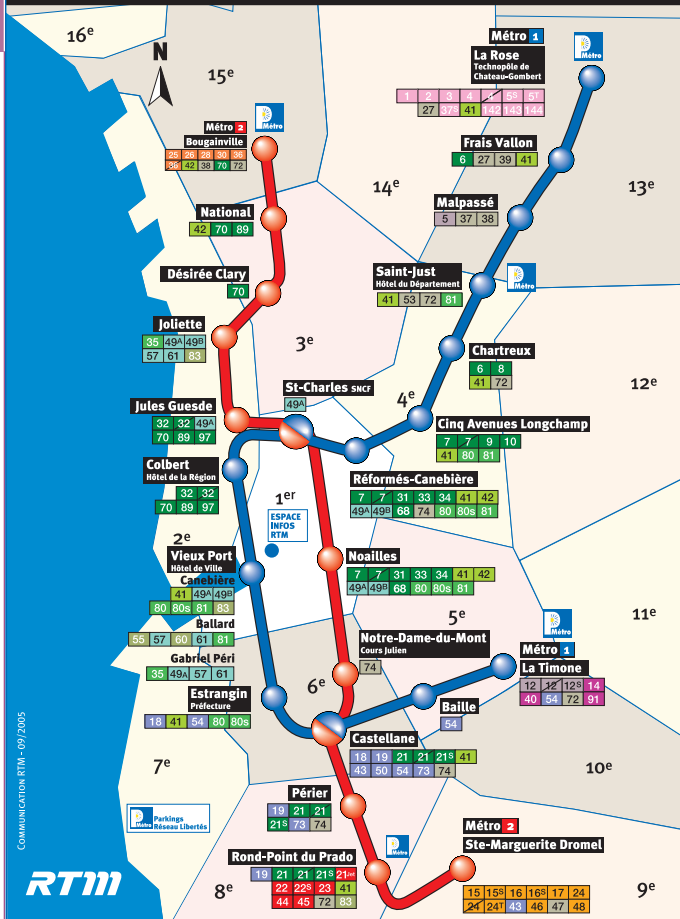 16e
N
15e
Métro 1
La Rose
Technopôle de
Chateau-Gombert
Métro
1 2 3 4 4 5S 5T
27 37S 41 142 143 144
Métro 2
Bougainville
Métro
25 26 28 30 36
36 42 38 70 72
Frais Vallon
6 27 39 41
14e
13e
Malpassé
5 37 38
National
42 70 89
Saint-Just
Hôtel du Département
41 53 72 81
Métro
Désirée Clary
70
Joliette
35 49A 49B
57 61 83
3e
Chartreux
6 8
41 72
12e
St-Charles SNCF
49A
4e
Jules Guesde
32 32 49A
70 89 97
Cinq Avenues Longchamp
7 7 9 10
41 80 81
Colbert
Hôtel de la Région
32 32
70 89 97
Réformés-Canebière
7 7 31 33 34 41 42
49A 49B 68 74 80 80s 81
1er
ESPACE
INFOS
RTM
2e
Vieux Port
Hôtel de Ville
Canebière
41 49A 49B
80 80s 81 83
Noailles
7 7 31 33 34 41 42
49A 49B 68 80 80s 81
Ballard
55 57 60 61 81
5e
11e
Métro
Notre-Dame-du-Mont
Cours Julien
74
Métro 1
La Timone
12 12 12S 14
40 54 72 91
Gabriel Péri
35 49A 57 61
6e
Estrangin
Préfecture
18 41 54 80 80s
Baille
54
Castellane
18 19 21 21 21S 41
43 50 54 73 74
7e
10e
Périer
19 21 21
21S 73 74
Métro
Parkings
Réseau Libertés
COMMUNICATION RTM - 09/2005
Métro 2
Ste-Marguerite Dromel
Métro
Rond-Point du Prado
19 21 21 21S 21Jet
22 22S 23 41
44 45 72 83
15 15S 16 16S 17 24
24 24T 43 46 47 48
RTM
8e
9e